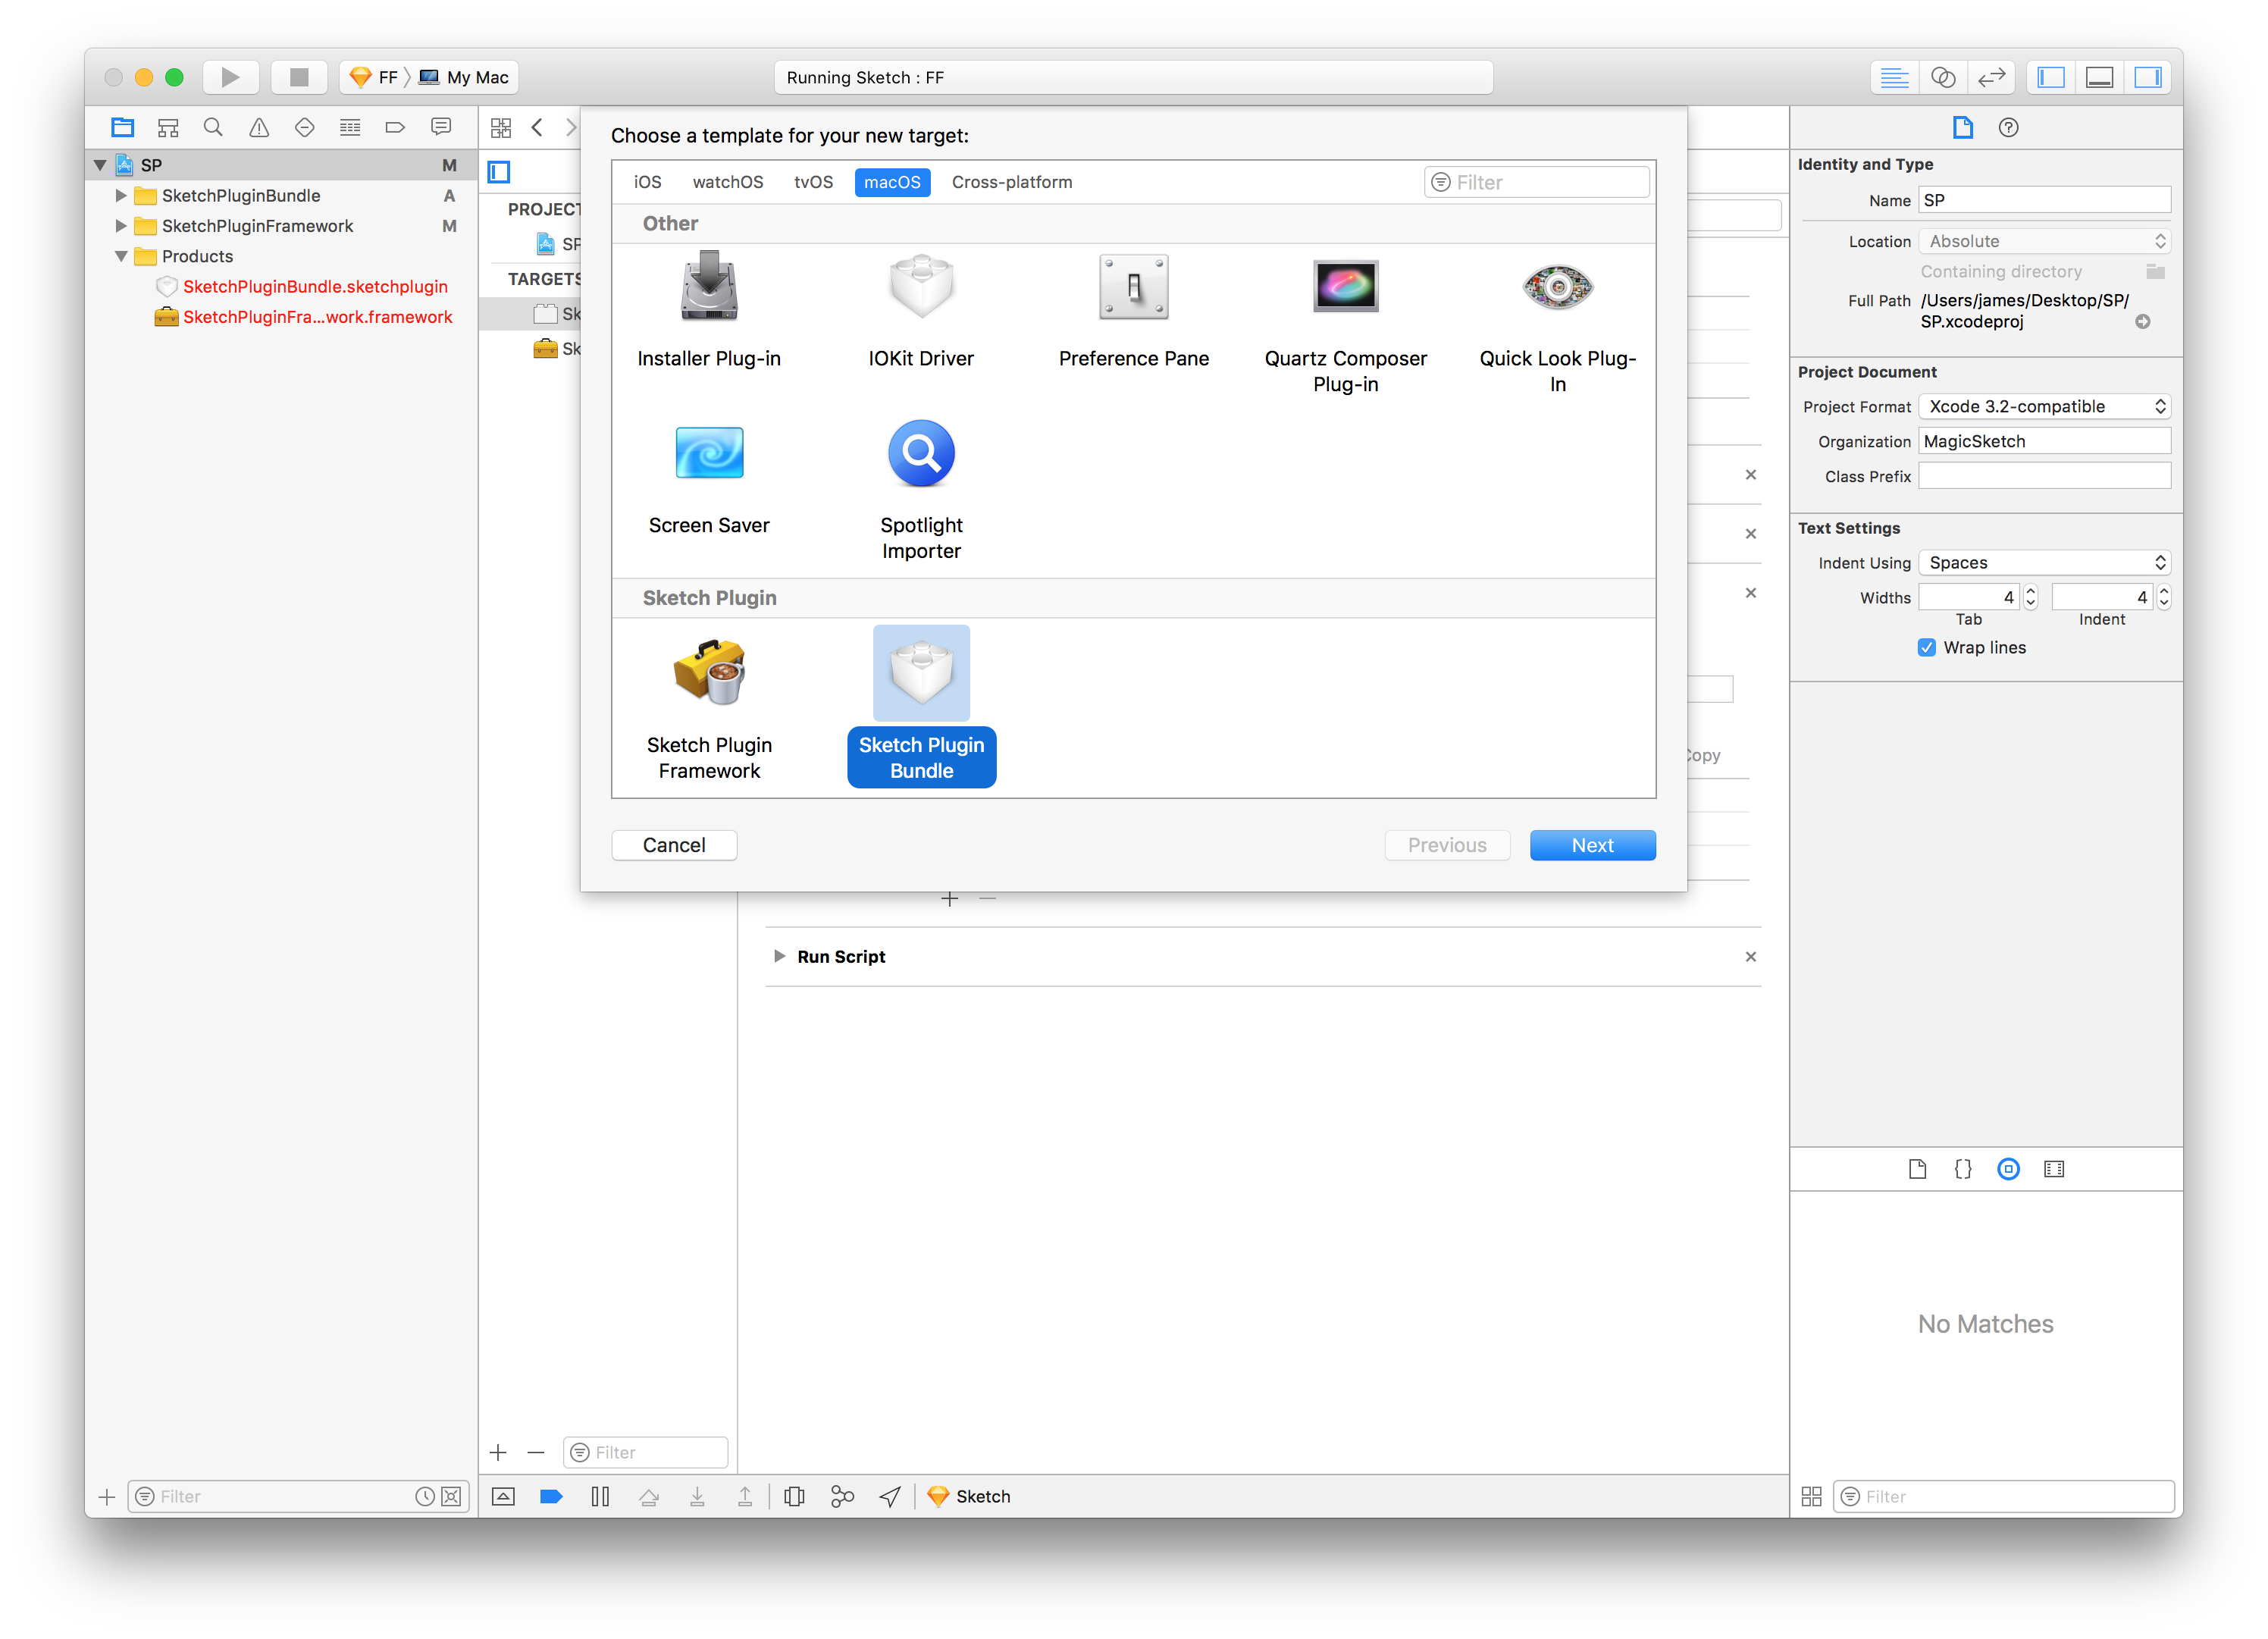 FF
My Mac
Running Sketch : FF
SP
M
SketchPluginBundle
A
SketchPluginFramework
M
Products
SketchPluginBundle.sketchplugin
SketchPluginFra...work.framework
Filter
PROJECT
SP
TARGETS
Sk
Sk
Filter
Choose a template for your new target:
iOS
watchOS
tvOS
macOS
Cross-platform
Filter
Other
Installer Plug-in
IOKit Driver
Preference Pane
Quartz Composer
Plug-in
Quick Look Plug-
In
Screen Saver
Spotlight
Importer
Sketch Plugin
Sketch Plugin
Framework
Sketch Plugin
Bundle
Cancel
Previous
Next
Copy
Run Script
Sketch
Identity and Type
Name
SP
Location
Absolute
Containing directory
Full Path
/Users/james/Desktop/SP/
SP.xcodeproj
Project Document
Project Format
Xcode 3.2-compatible
Organization
MagicSketch
Class Prefix
Text Settings
Indent Using
Spaces
Widths
4
4
Tab
Indent
Wrap lines
No Matches
Filter